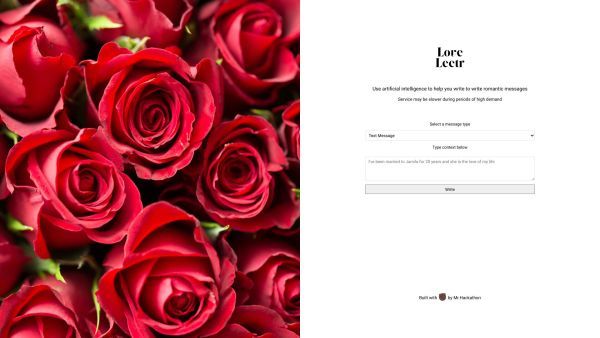 Love
Lectr
Use artificial intelligence to help you write to write romantic messages
Service may be slower during periods of high demand
Select a message type
Text Message
Type context below
I've been married to Jamila for 20 years and she is the love of my life
Write
Built with by Mr Hackathon